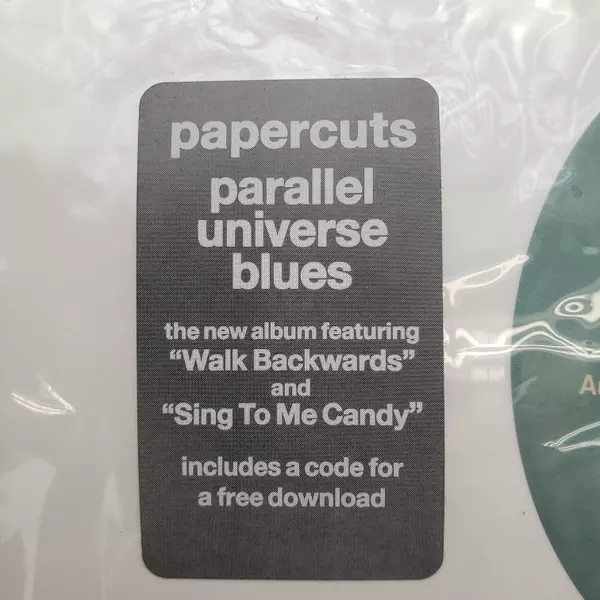 papercuts
parallel
universe
blues
the new album featuring
“Walk Backwards”
and
“Sing To Me Candy”
includes a code for
a free download